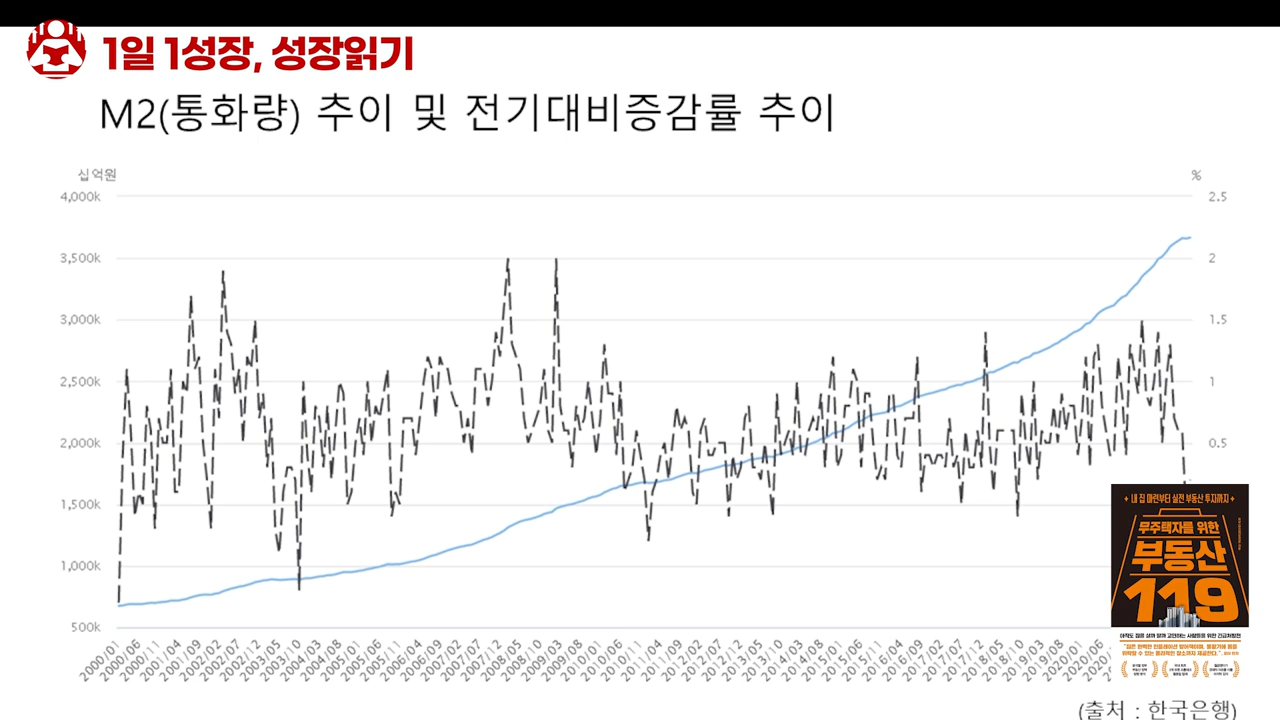 1일 1성장, 성장읽기
M2(통화량) 추이 및 전기대비증감률 추이
십억원
%
4,000k
2.5
3,500k
2
3,000k
1.5
2,500k
1
2,000k
0.5
1,500k
1,000k
500k
2000/01 2000/06 2000/11 2001/04 2001/09 2002/02 2002/07 2002/12 2003/05 2003/10 2004/03 2004/08 2005/01 2005/06 2005/11 2006/04 2006/09 2007/02 2007/07 2007/12 2008/05 2008/10 2009/03 2009/08 2010/01 2010/06 2010/11 2011/04 2011/09 2012/02 2012/07 2012/12 2013/05 2013/10 2014/03 2014/08 2015/01 2015/06 2015/11 2016/04 2016/09 2017/02 2017/07 2017/12 2018/05 2018/10 2019/03 2019/08 2020/01 2020/06
+ 내 집 마련부터 실전 부동산 투자까지 +
무주택자를 위한
부동산
119
(출처 : 한국은행)